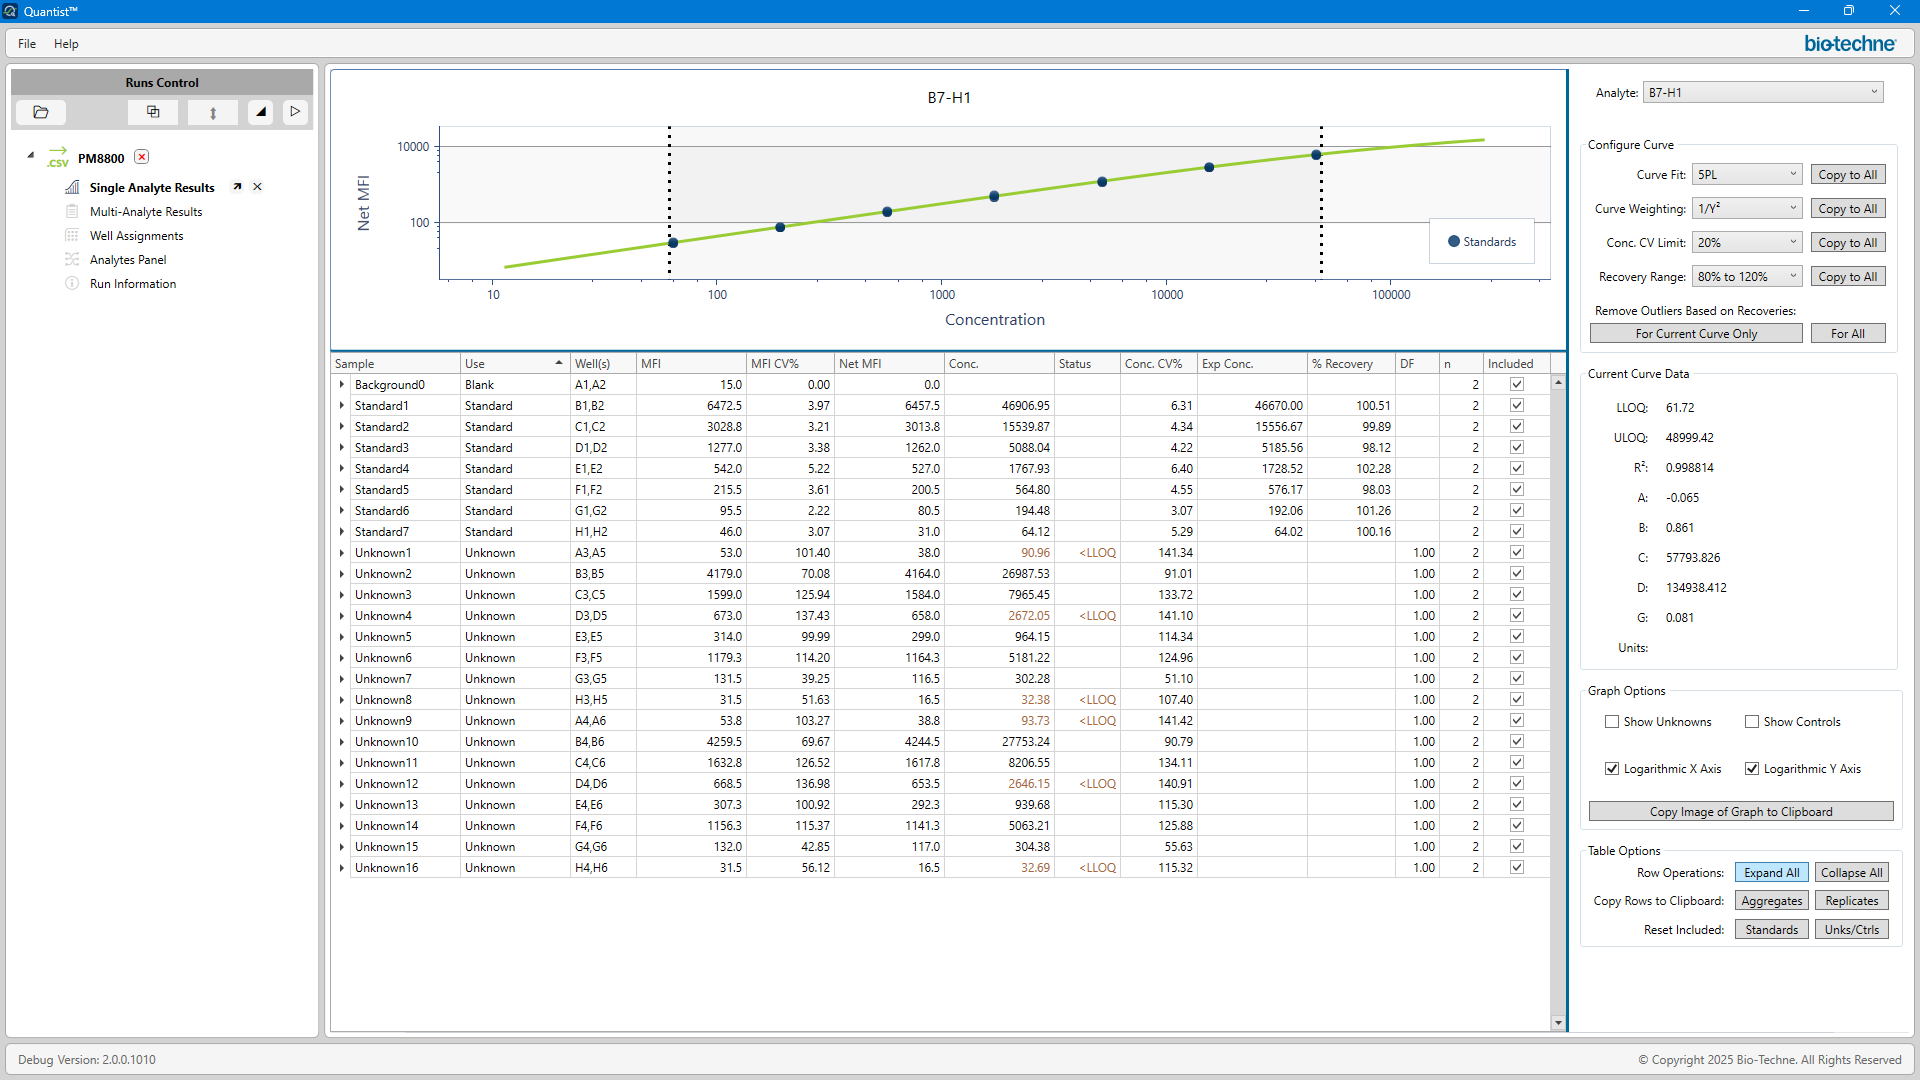 Quantist™
File Help
bio-techne
Runs Control
.CSV PM8800
Single Analyte Results
Multi-Analyte Results
Well Assignments
Analytes Panel
Run Information
B7-H1
Net MFI
10000
100
Standards
10 100 1000 10000 100000
Concentration
Sample Use Well(s) MFI MFI CV% Net MFI Conc. Status Conc. CV% Exp Conc. % Recovery DF n Included
Background0 Blank A1,A2 15.0 0.00 0.0 2
Standard1 Standard B1,B2 6472.5 3.97 6457.5 46906.95 6.31 46670.00 100.51 2
Standard2 Standard C1,C2 3028.8 3.21 3013.8 15539.87 4.34 15556.67 99.89 2
Standard3 Standard D1,D2 1277.0 3.38 1262.0 5088.04 4.22 5185.56 98.12 2
Standard4 Standard E1,E2 542.0 5.22 527.0 1767.93 6.40 1728.52 102.28 2
Standard5 Standard F1,F2 215.5 3.61 200.5 564.80 4.55 576.17 98.03 2
Standard6 Standard G1,G2 95.5 2.22 80.5 194.48 3.07 192.06 101.26 2
Standard7 Standard H1,H2 46.0 3.07 31.0 64.12 5.29 64.02 100.16 2
Unknown1 Unknown A3,A5 53.0 101.40 38.0 90.96 <LLOQ 141.34 1.00 2
Unknown2 Unknown B3,B5 4179.0 70.08 4164.0 26987.53 91.01 1.00 2
Unknown3 Unknown C3,C5 1599.0 125.94 1584.0 7965.45 133.72 1.00 2
Unknown4 Unknown D3,D5 673.0 137.43 658.0 2672.05 <LLOQ 141.10 1.00 2
Unknown5 Unknown E3,E5 314.0 99.99 299.0 964.15 114.34 1.00 2
Unknown6 Unknown F3,F5 1179.3 114.20 1164.3 5181.22 124.96 1.00 2
Unknown7 Unknown G3,G5 131.5 39.25 116.5 302.28 51.10 1.00 2
Unknown8 Unknown H3,H5 31.5 51.63 16.5 32.38 <LLOQ 107.40 1.00 2
Unknown9 Unknown A4,A6 53.8 103.27 38.8 93.73 <LLOQ 141.42 1.00 2
Unknown10 Unknown B4,B6 4259.5 69.67 4244.5 27753.24 90.79 1.00 2
Unknown11 Unknown C4,C6 1632.8 126.52 1617.8 8206.55 134.11 1.00 2
Unknown12 Unknown D4,D6 668.5 136.98 653.5 2646.15 <LLOQ 140.91 1.00 2
Unknown13 Unknown E4,E6 307.3 100.92 292.3 939.68 115.30 1.00 2
Unknown14 Unknown F4,F6 1156.3 115.37 1141.3 5063.21 125.88 1.00 2
Unknown15 Unknown G4,G6 132.0 42.85 117.0 304.38 55.63 1.00 2
Unknown16 Unknown H4,H6 31.5 56.12 16.5 32.69 <LLOQ 115.32 1.00 2
Analyte: B7-H1
Configure Curve
Curve Fit: 5PL Copy to All
Curve Weighting: 1/Y² Copy to All
Conc. CV Limit: 20% Copy to All
Recovery Range: 80% to 120% Copy to All
Remove Outliers Based on Recoveries:
For Current Curve Only For All
Current Curve Data
LLOQ: 61.72
ULOQ: 48999.42
R²: 0.998814
A: -0.065
B: 0.861
C: 57793.826
D: 134938.412
G: 0.081
Units:
Graph Options
Show Unknowns Show Controls
Logarithmic X Axis Logarithmic Y Axis
Copy Image of Graph to Clipboard
Table Options
Row Operations: Expand All Collapse All
Copy Rows to Clipboard: Aggregates Replicates
Reset Included: Standards Unks/Ctrls
Debug Version: 2.0.0.1010
© Copyright 2025 Bio-Techne. All Rights Reserved